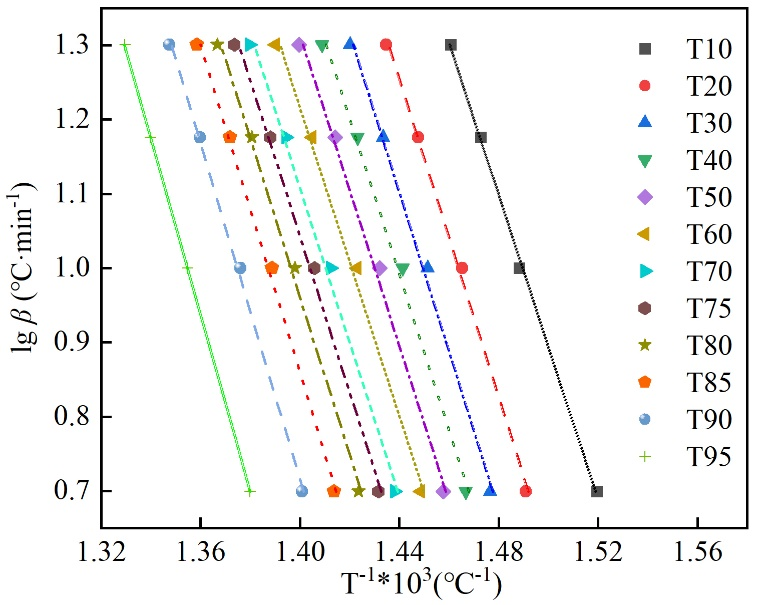 1.3
1.2
1.1
1.0
0.9
0.8
0.7
lg β (℃·min⁻¹)
1.32 1.36 1.40 1.44 1.48 1.52 1.56
T⁻¹*10³(℃⁻¹)
T10
T20
T30
T40
T50
T60
T70
T75
T80
T85
T90
T95